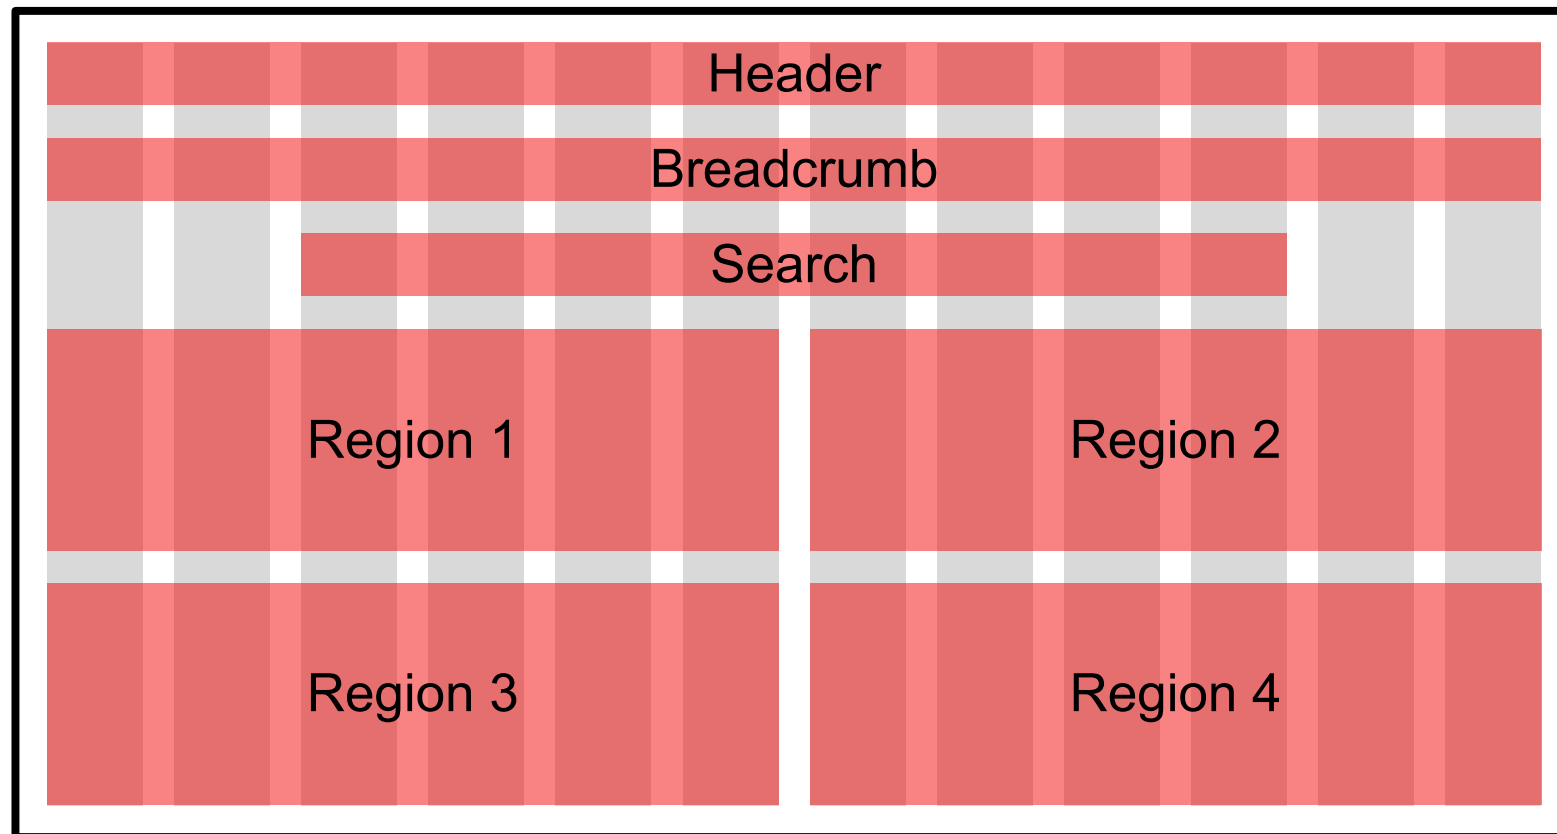 Header
Breadcrumb
Search
Region 1
Region 2
Region 3
Region 4